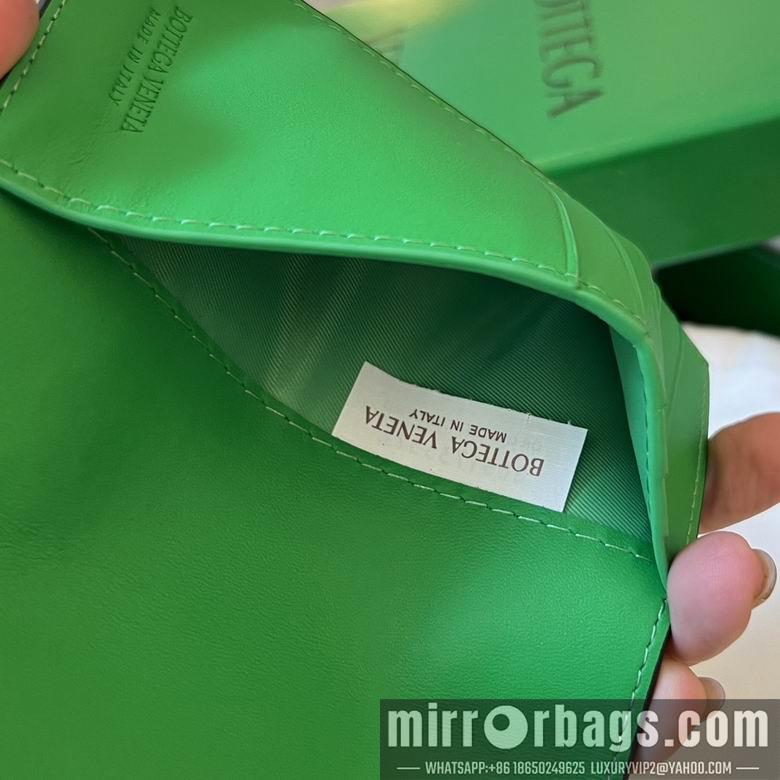 BOTTEGA VENETA
MADE IN ITALY
BOTTEGA
BOTTEGA VENETA
MADE IN ITALY
mirrorbags.com
WHATSAPP:+86 18650249625 LUXURYVIP2@YAHOO.COM